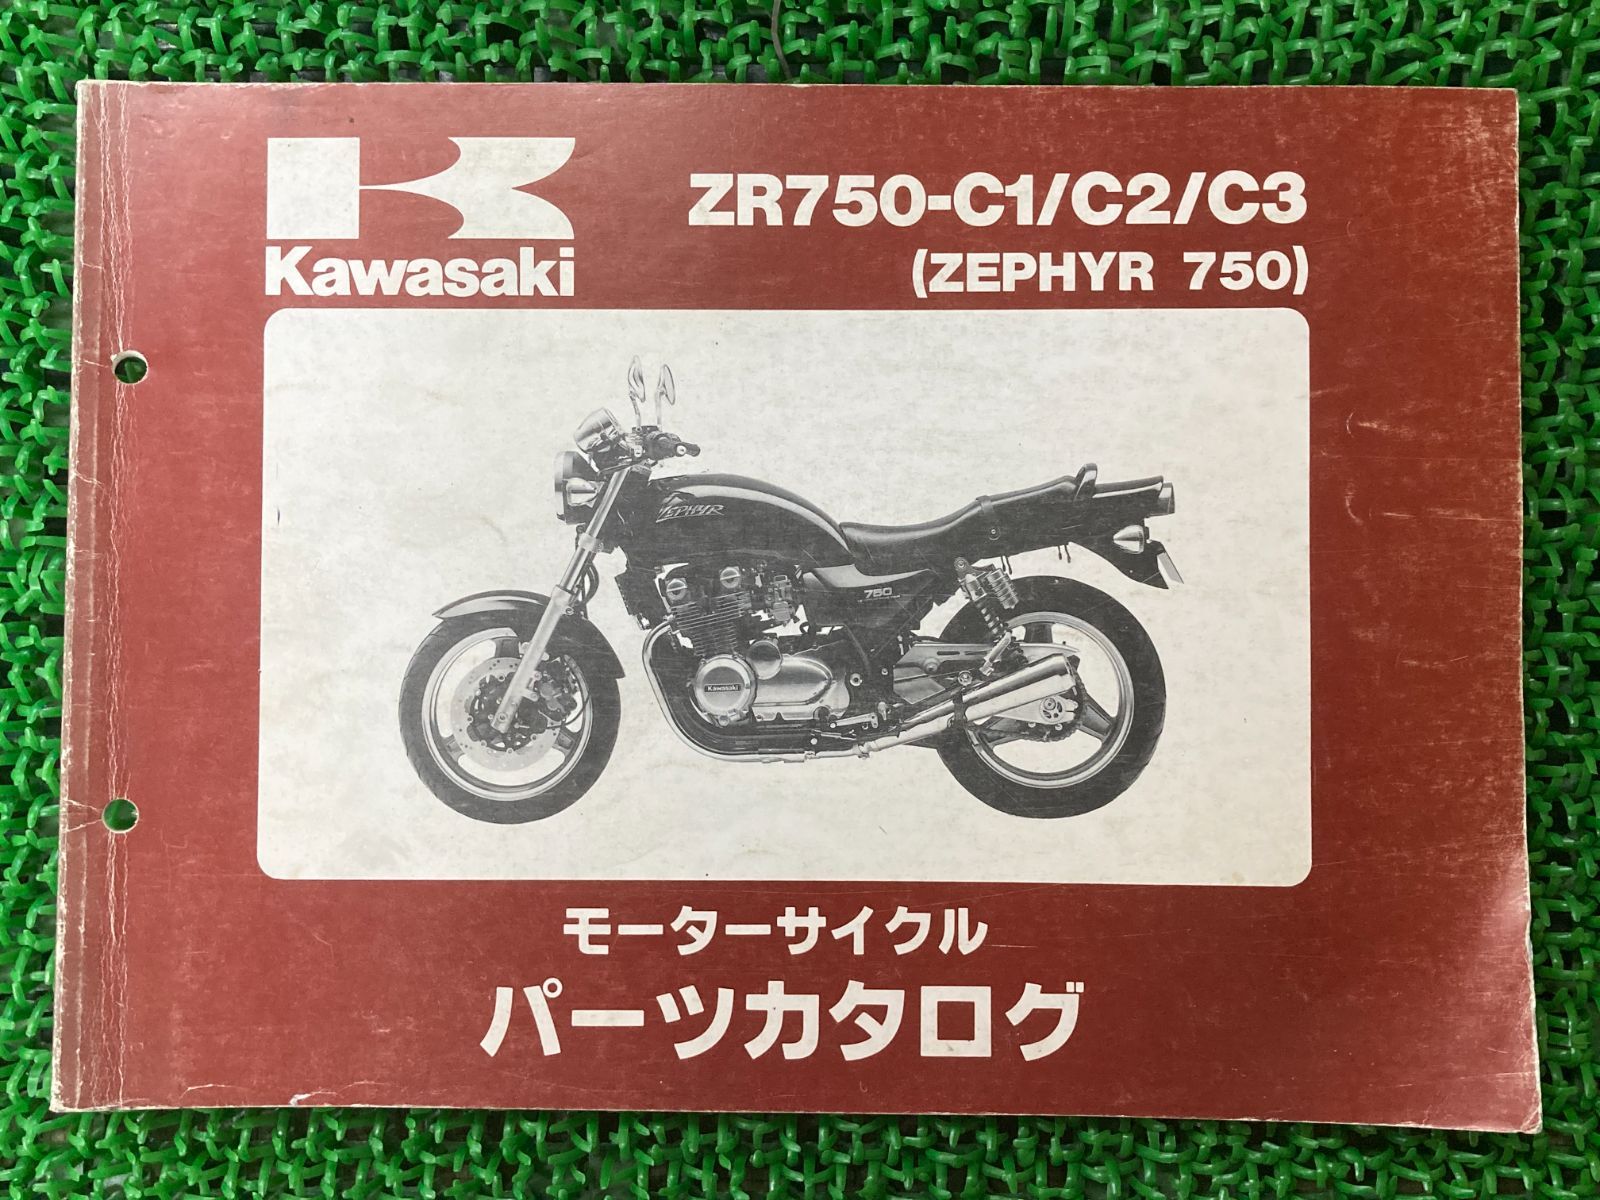 Kawasaki
ZR750-C1/C2/C3
(ZEPHYR 750)
ZEPHYR
750
Kawasaki
モーターサイクル
パーツカタログ